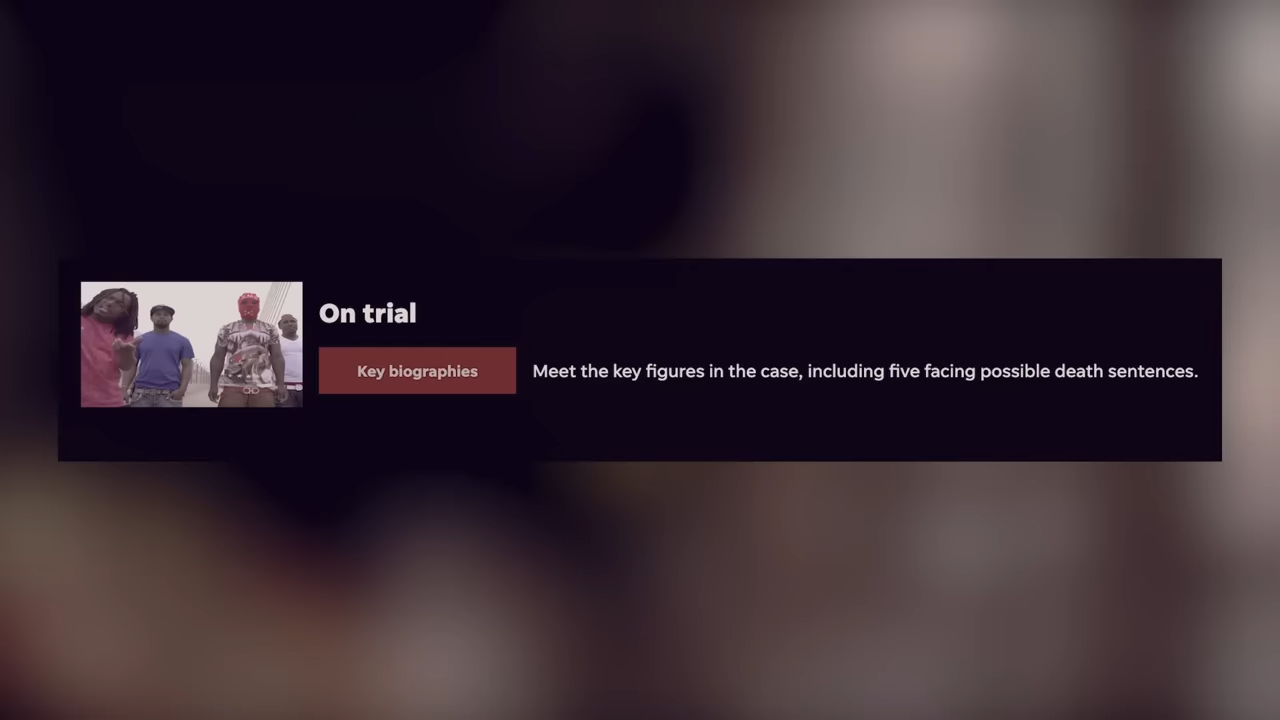 On trial
Key biographies
Meet the key figures in the case, including five facing possible death sentences.